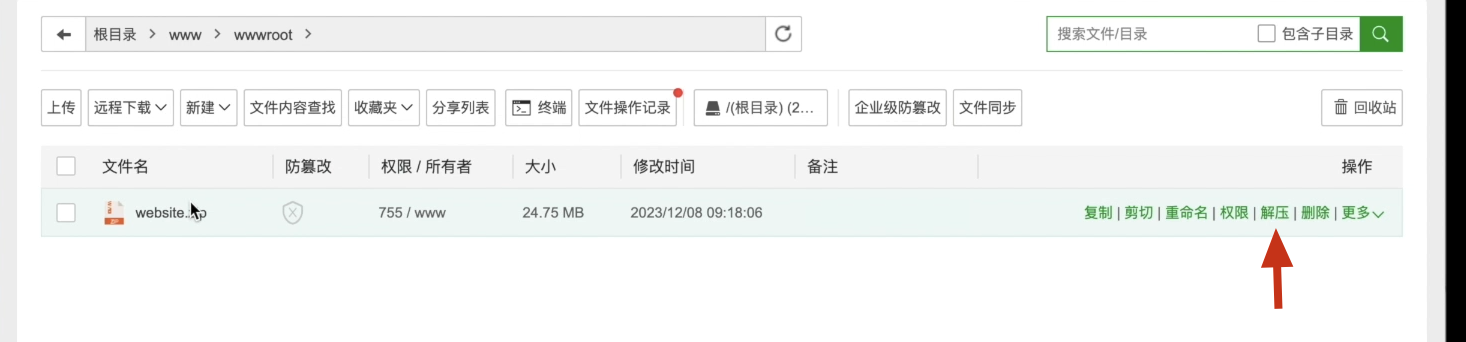 根目录 > www > wwwroot >
搜索文件/目录 包含子目录
上传 远程下载 新建 文件内容查找 收藏夹 分享列表 终端 文件操作记录 /(根目录) (2... 企业级防篡改 文件同步 回收站
文件名 防篡改 权限 / 所有者 大小 修改时间 备注 操作
website. 755 / www 24.75 MB 2023/12/08 09:18:06 复制 | 剪切 | 重命名 | 权限 | 解压 | 删除 | 更多